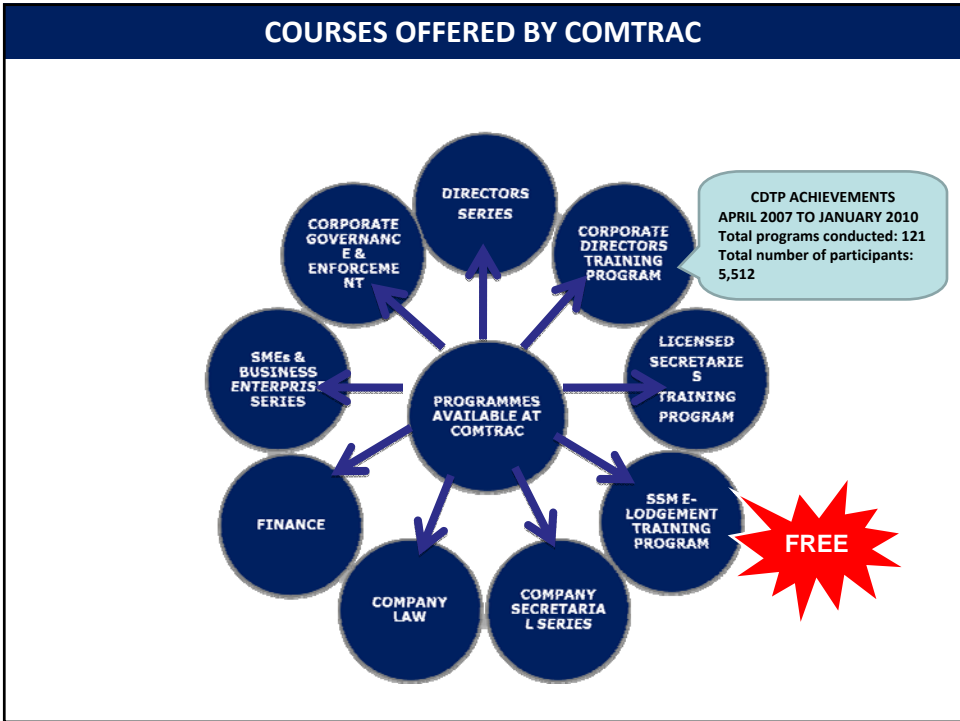 COURSES OFFERED BY COMTRAC
DIRECTORS
SERIES
CORPORATE
DIRECTORS
TRAINING
PROGRAM
CDTP ACHIEVEMENTS
APRIL 2007 TO JANUARY 2010
Total programs conducted: 121
Total number of participants:
5,512
LICENSED
SECRETARIE
S
TRAINING
PROGRAM
SSM E-
LODGEMENT
TRAINING
PROGRAM
FREE
COMPANY
SECRETARIA
L SERIES
COMPANY
LAW
FINANCE
SMEs &
BUSINESS
ENTERPRISE
SERIES
CORPORATE
GOVERNANC
E &
ENFORCEME
NT
PROGRAMMES
AVAILABLE AT
COMTRAC